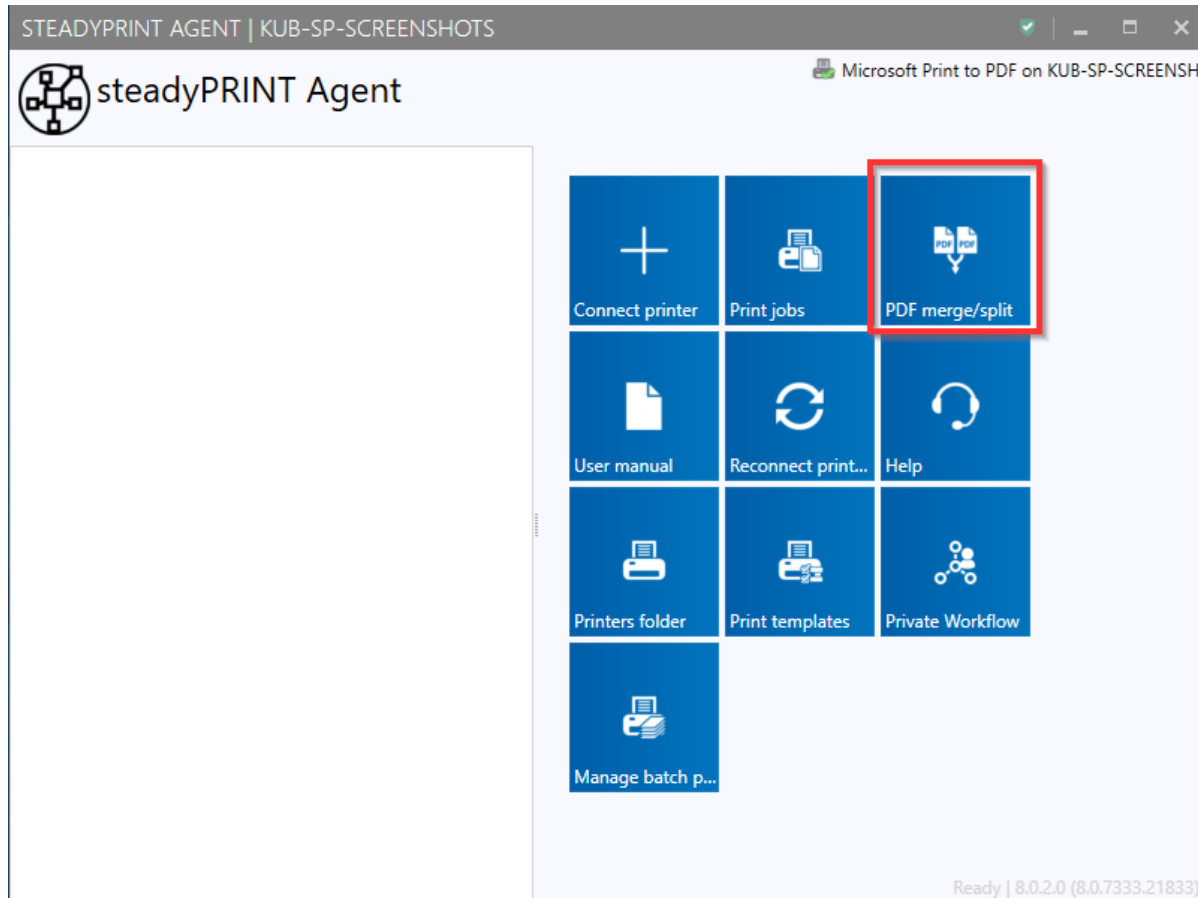 STEADYPRINT AGENT | KUB-SP-SCREENSHOTS
steadyPRINT Agent
Microsoft Print to PDF on KUB-SP-SCREENSH
Connect printer
Print jobs
PDF PDF
PDF merge/split
User manual
Reconnect print...
Help
Printers folder
Print templates
Private Workflow
Manage batch p...
Ready | 8.0.2.0 (8.0.7333.21833)